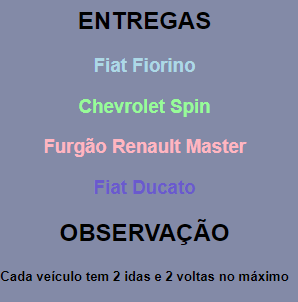 ENTREGAS
Fiat Fiorino
Chevrolet Spin
Furgão Renault Master
Fiat Ducato
OBSERVAÇÃO
Cada veículo tem 2 idas e 2 voltas no máximo